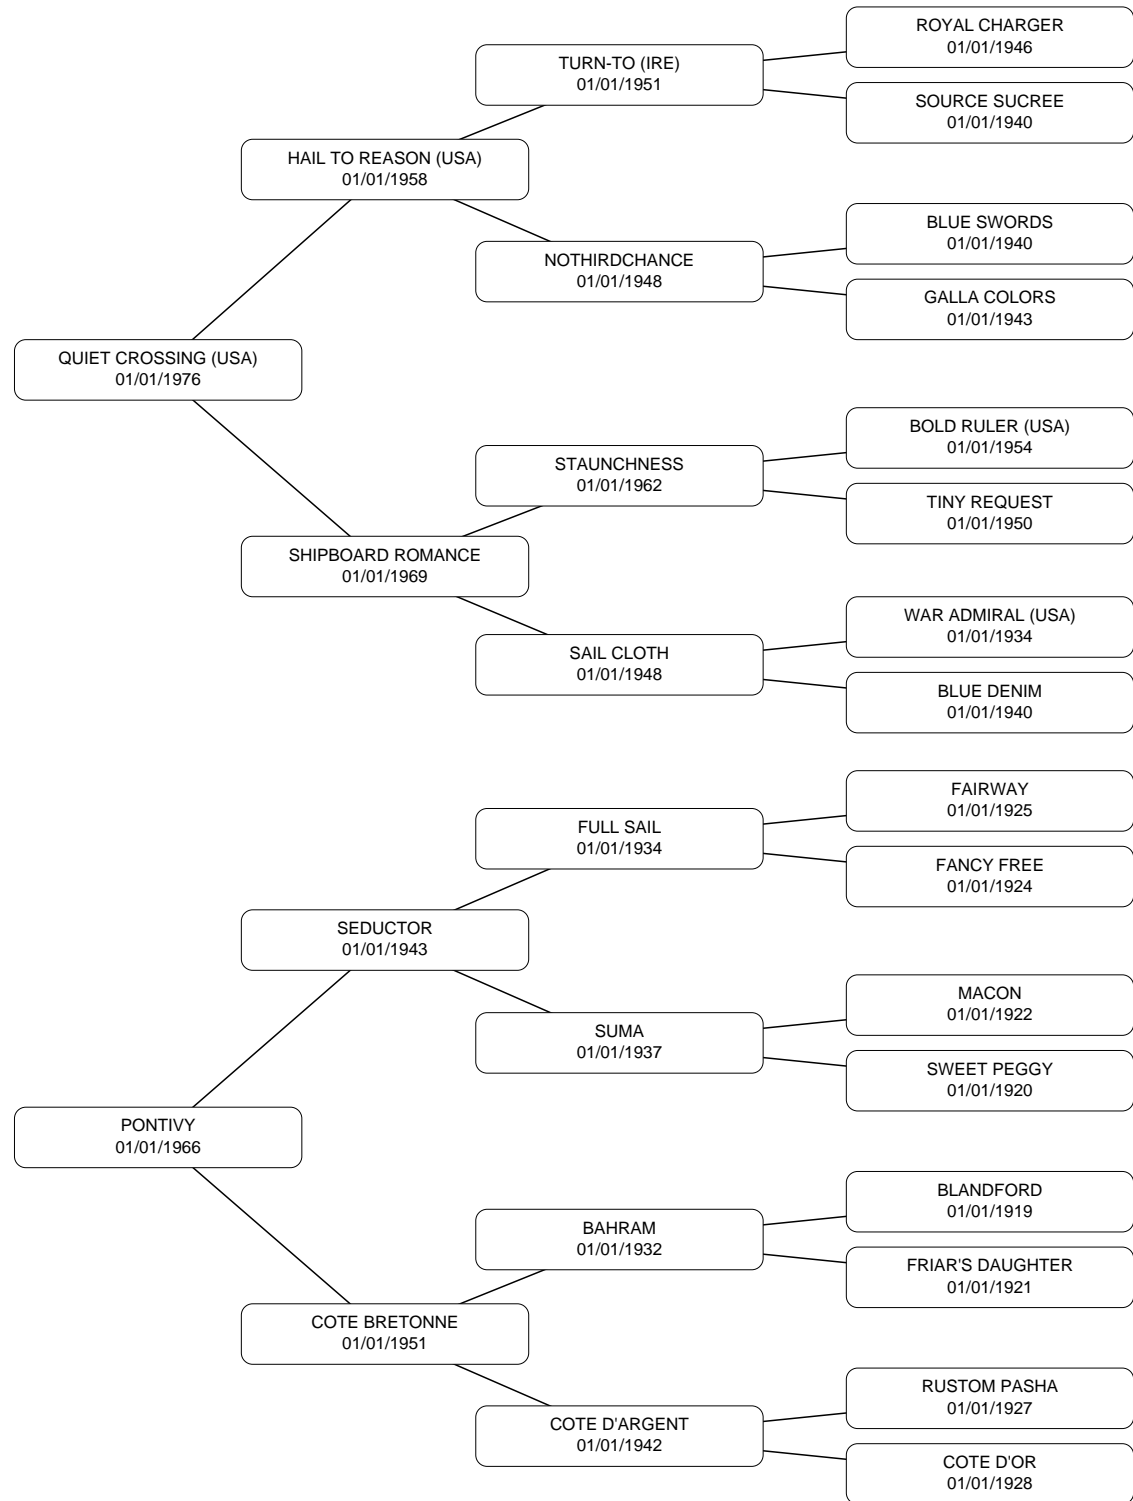 ROYAL CHARGER
01/01/1946
TURN-TO (IRE)
01/01/1951
SOURCE SUCREE
01/01/1940
HAIL TO REASON (USA)
01/01/1958
BLUE SWORDS
01/01/1940
NOTHIRDCHANCE
01/01/1948
GALLA COLORS
01/01/1943
QUIET CROSSING (USA)
01/01/1976
BOLD RULER (USA)
01/01/1954
STAUNCHNESS
01/01/1962
TINY REQUEST
01/01/1950
SHIPBOARD ROMANCE
01/01/1969
WAR ADMIRAL (USA)
01/01/1934
SAIL CLOTH
01/01/1948
BLUE DENIM
01/01/1940
FAIRWAY
01/01/1925
FULL SAIL
01/01/1934
FANCY FREE
01/01/1924
SEDUCTOR
01/01/1943
MACON
01/01/1922
SUMA
01/01/1937
SWEET PEGGY
01/01/1920
PONTIVY
01/01/1966
BLANDFORD
01/01/1919
BAHRAM
01/01/1932
FRIAR'S DAUGHTER
01/01/1921
COTE BRETONNE
01/01/1951
RUSTOM PASHA
01/01/1927
COTE D'ARGENT
01/01/1942
COTE D'OR
01/01/1928